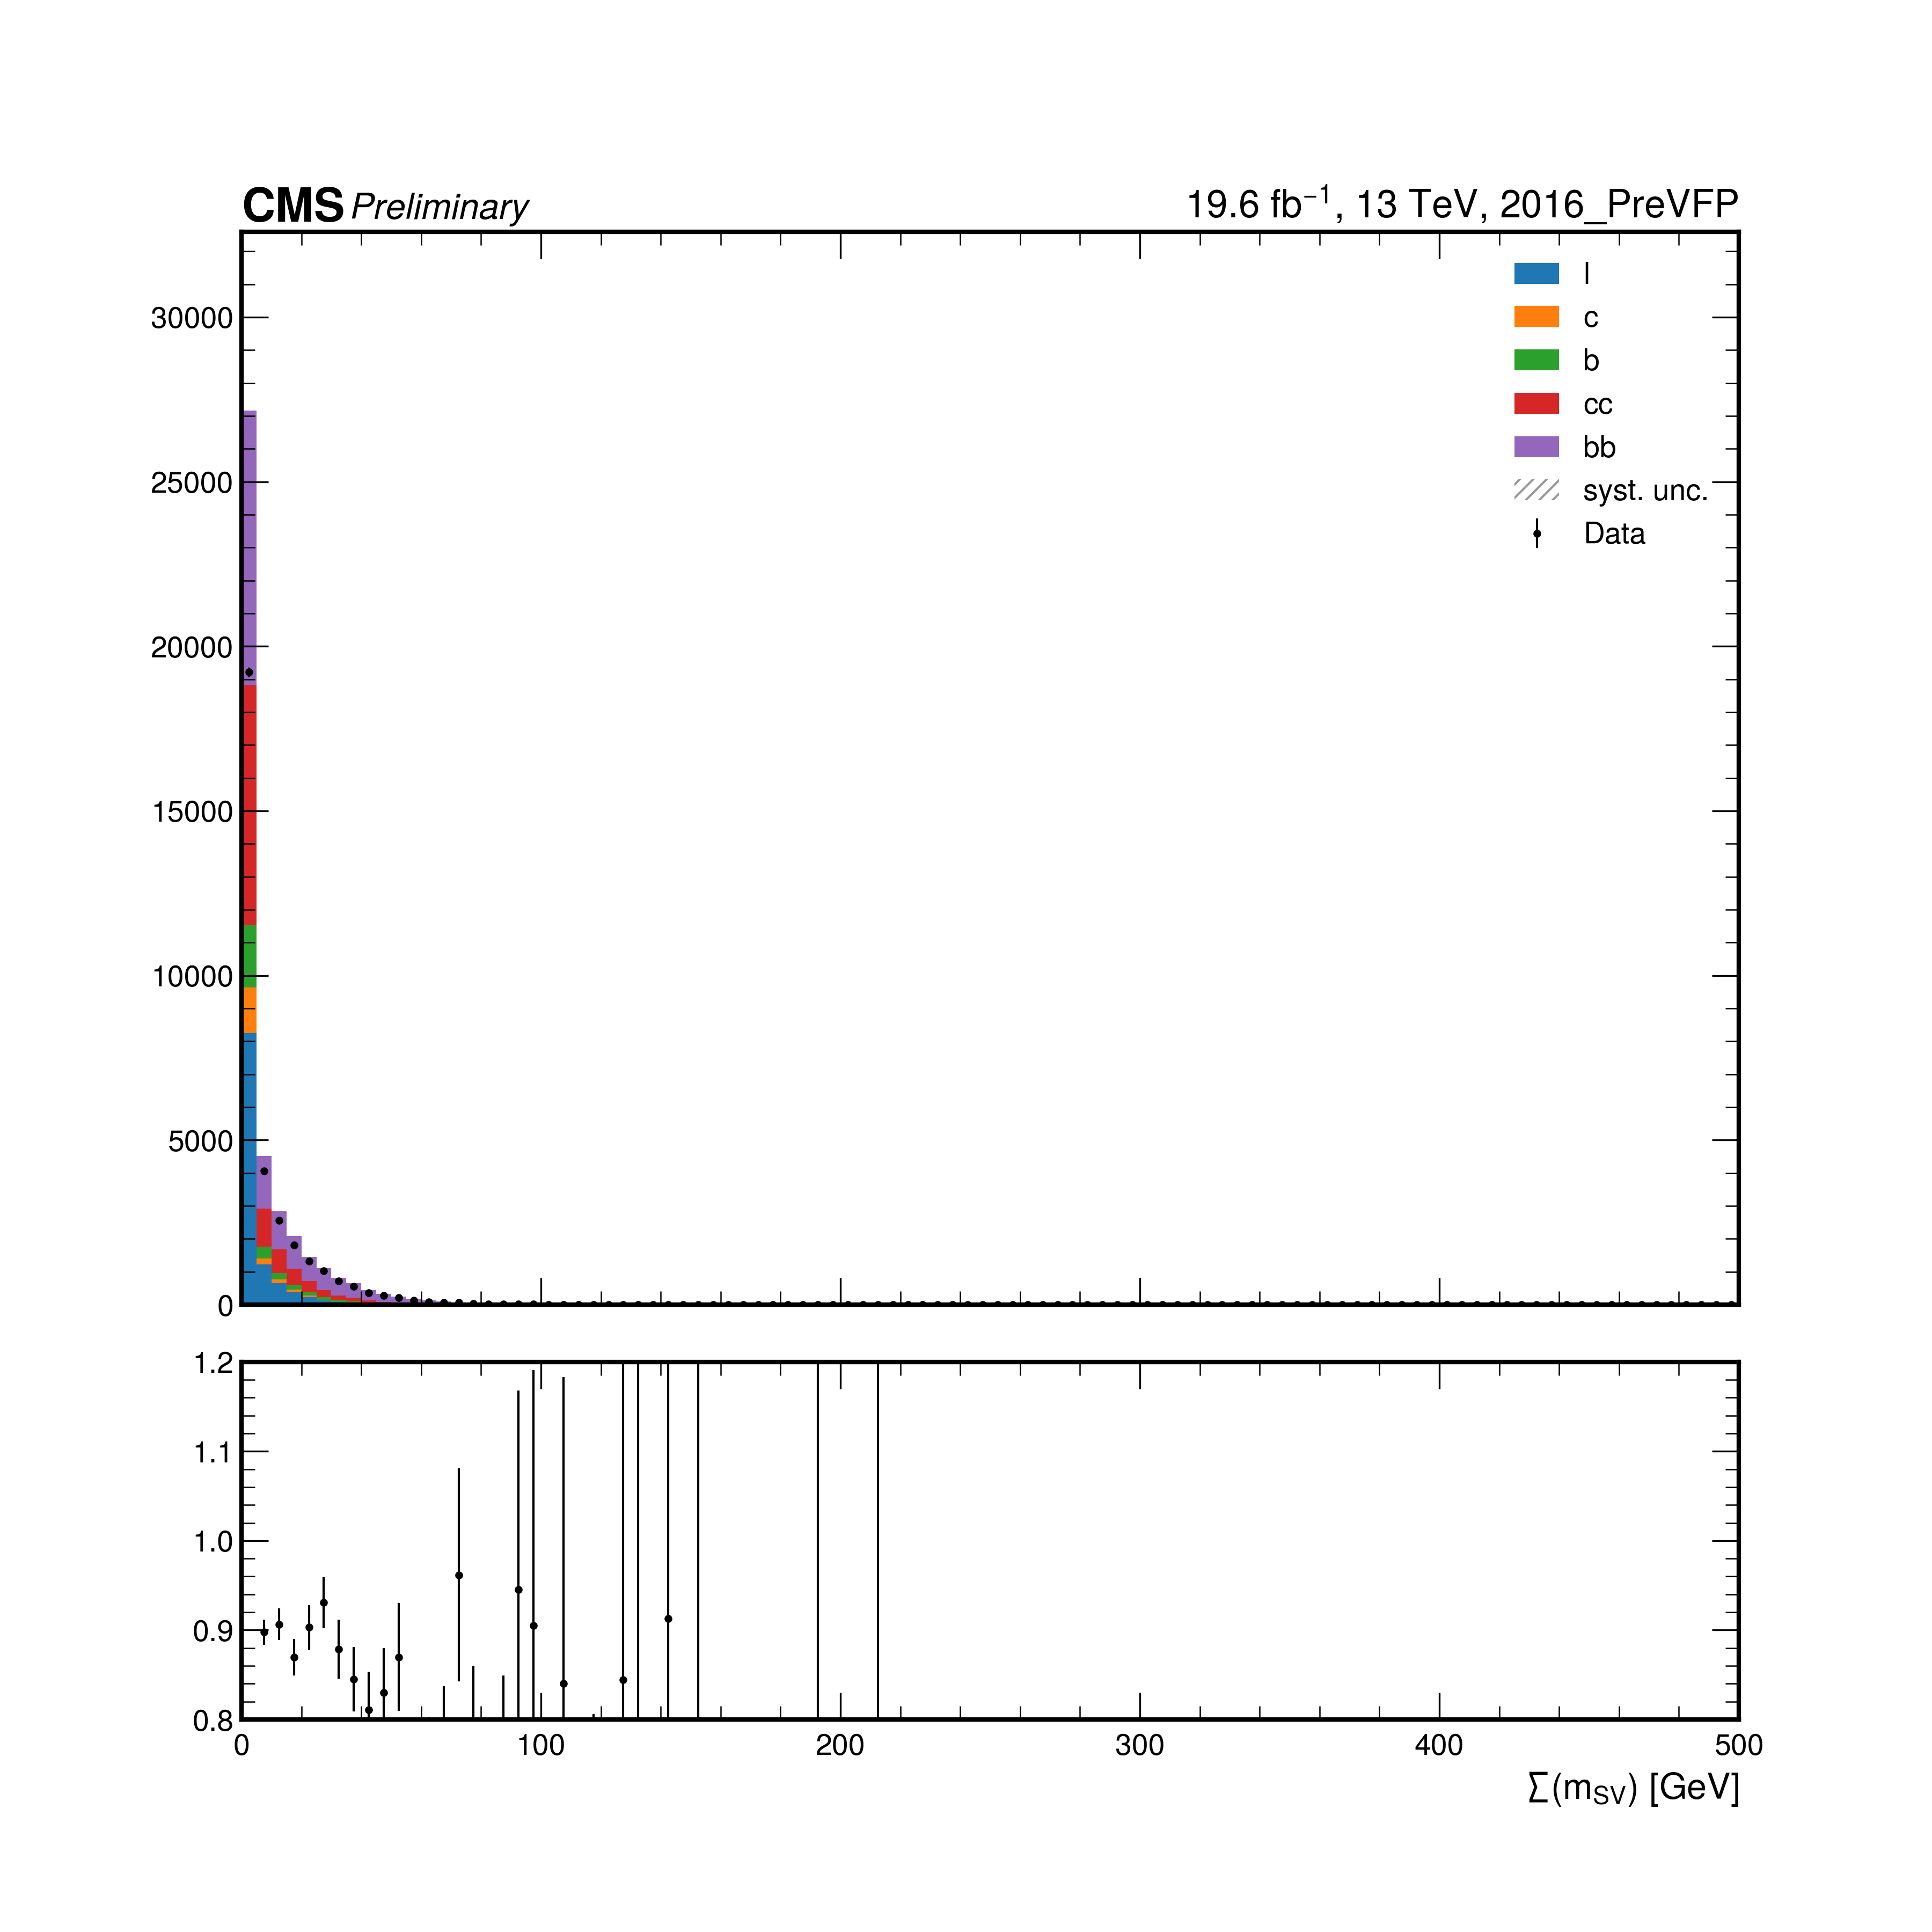 CMS Preliminary
19.6 fb⁻¹, 13 TeV, 2016_PreVFP
l
c
b
cc
bb
syst. unc.
Data
30000
25000
20000
15000
10000
5000
0
1.2
1.1
1.0
0.9
0.8
0 100 200 300 400 500
Σ(m_SV) [GeV]